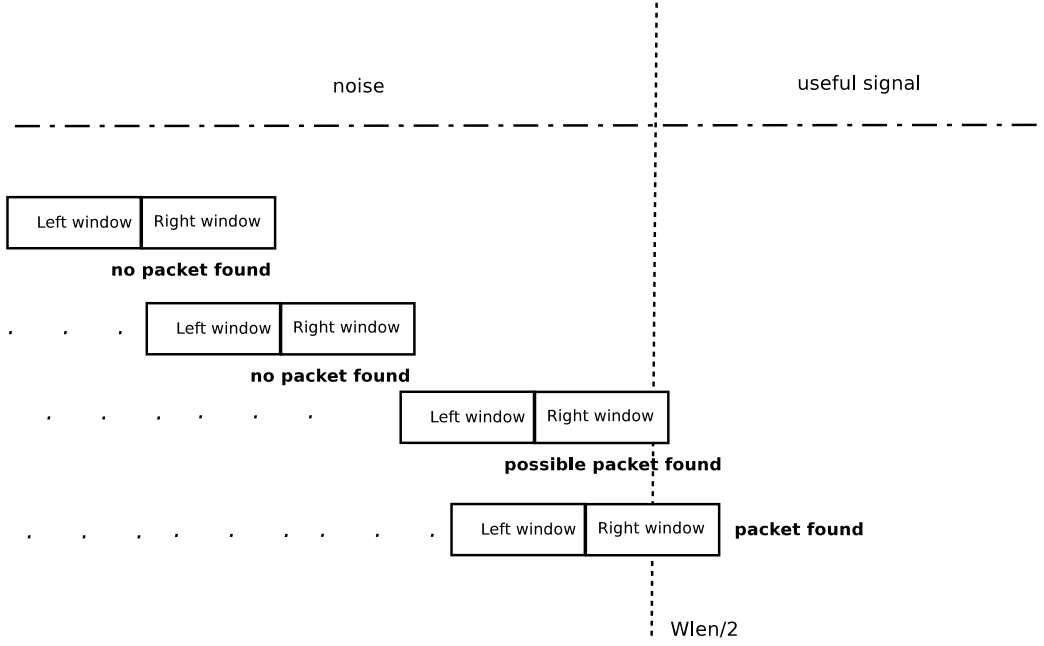 noise
useful signal
Left window
Right window
no packet found
Left window
Right window
no packet found
Left window
Right window
possible packet found
Left window
Right window
packet found
Wlen/2